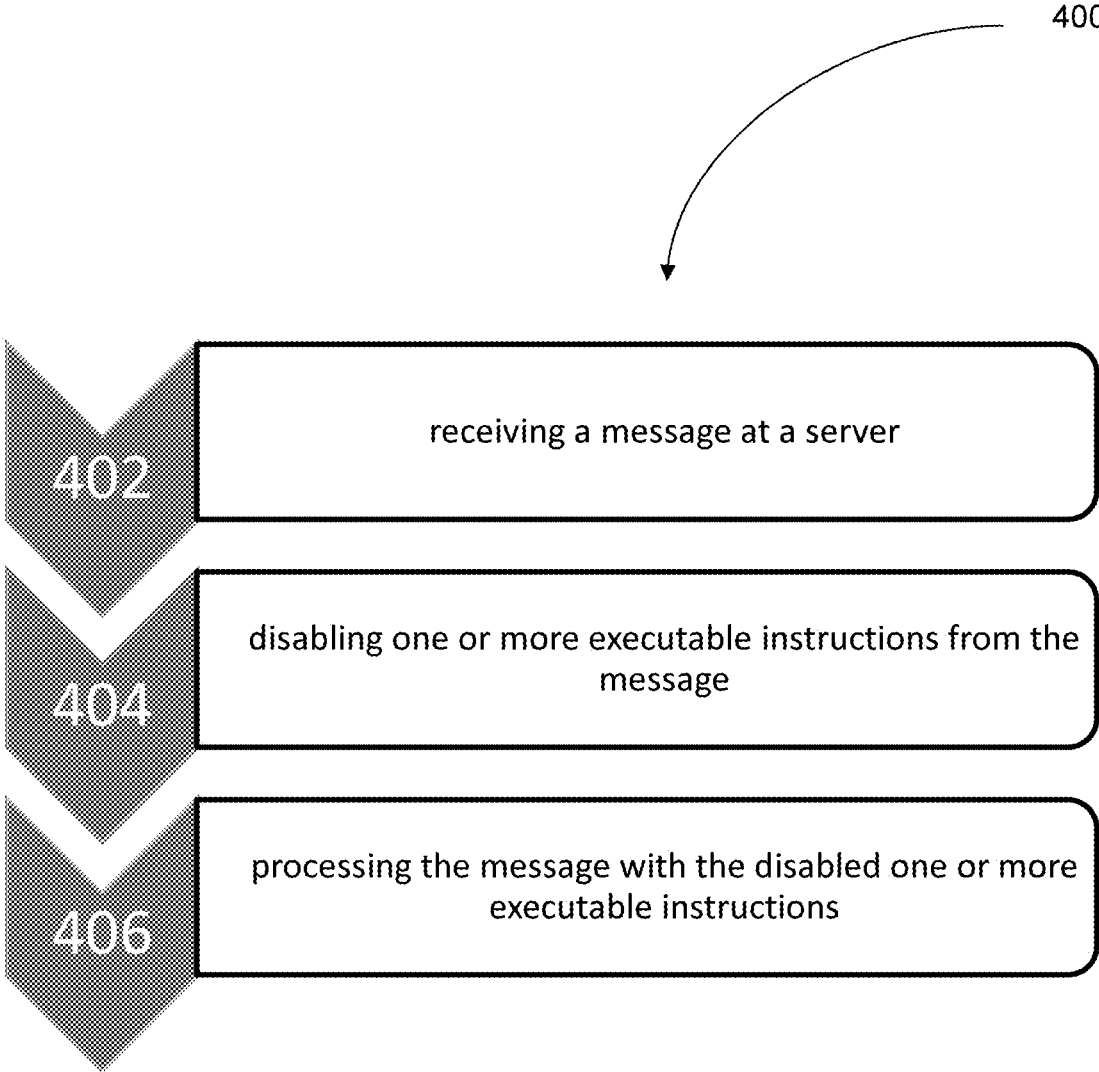 400
402
receiving a message at a server
404
disabling one or more executable instructions from the
message
406
processing the message with the disabled one or more
executable instructions